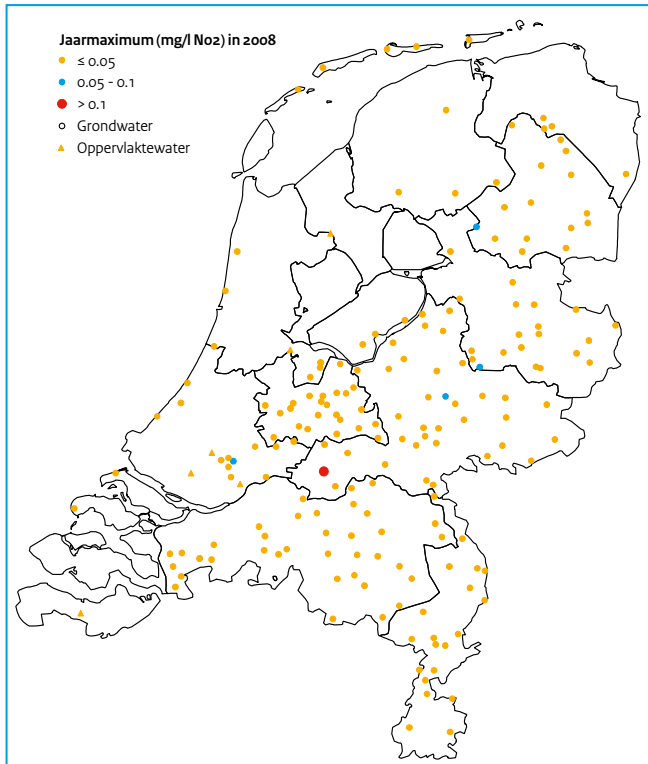 Jaarmaximum (mg/l No2) in 2008
≤ 0.05
0.05 - 0.1
> 0.1
Grondwater
Oppervlaktewater